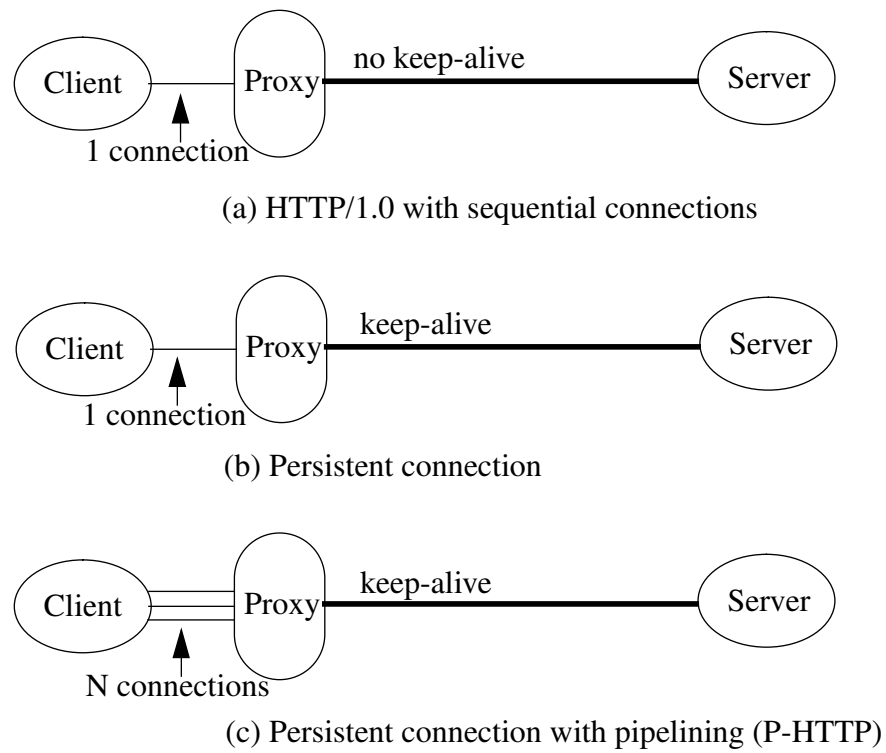 no keep-alive
Client
Proxy
Server
1 connection
(a) HTTP/1.0 with sequential connections
keep-alive
Client
Proxy
Server
1 connection
(b) Persistent connection
keep-alive
Client
Proxy
Server
N connections
(c) Persistent connection with pipelining (P-HTTP)